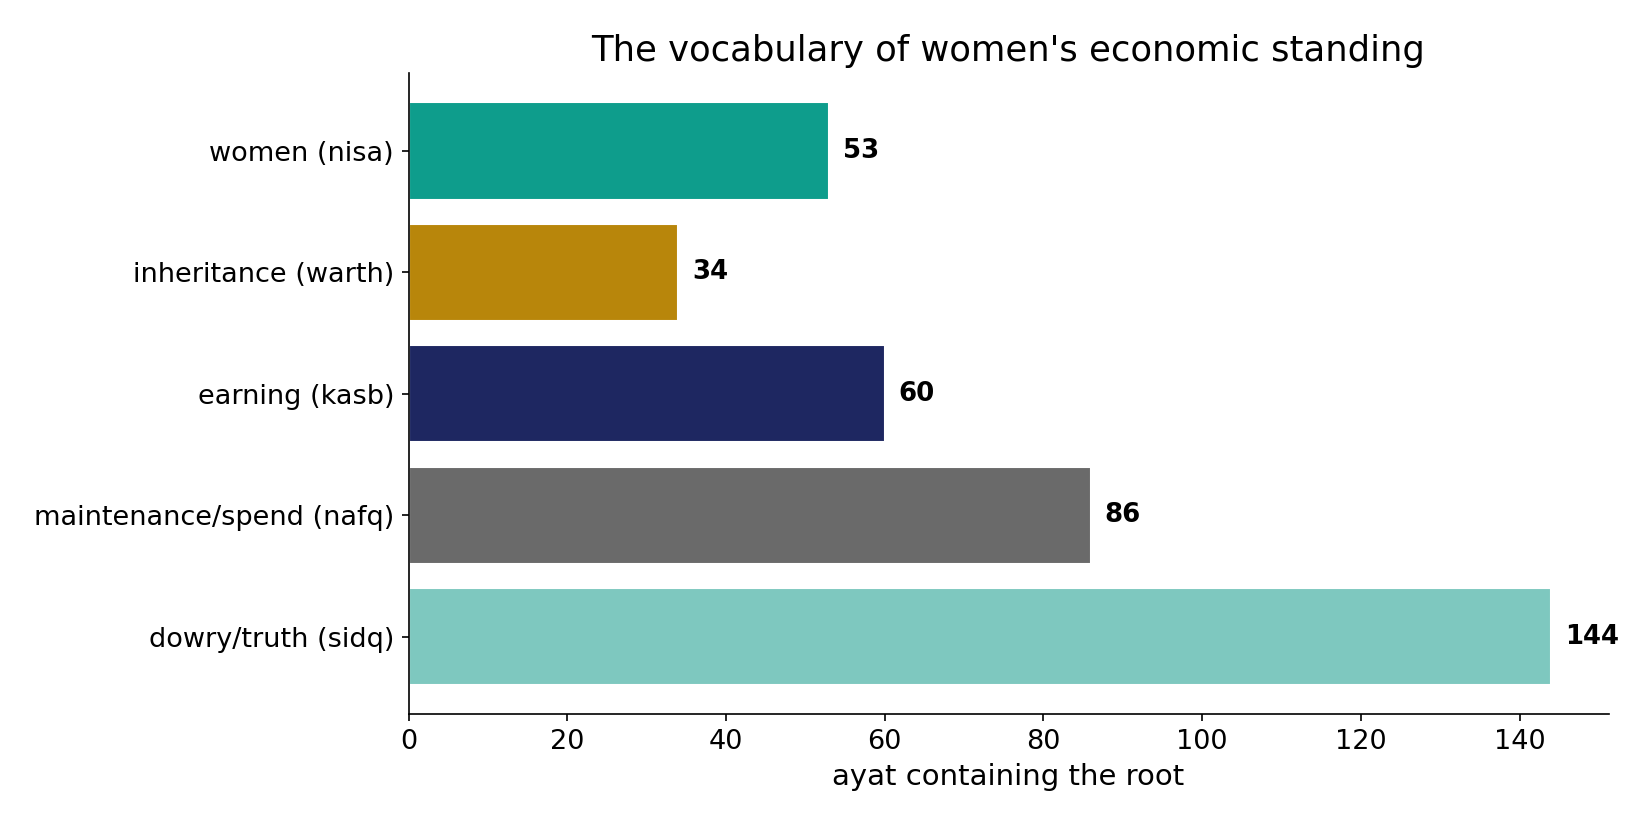 The vocabulary of women's economic standing
women (nisa)
53
inheritance (warth)
34
earning (kasb)
60
maintenance/spend (nafq)
86
dowry/truth (sidq)
144
0 20 40 60 80 100 120 140
ayat containing the root